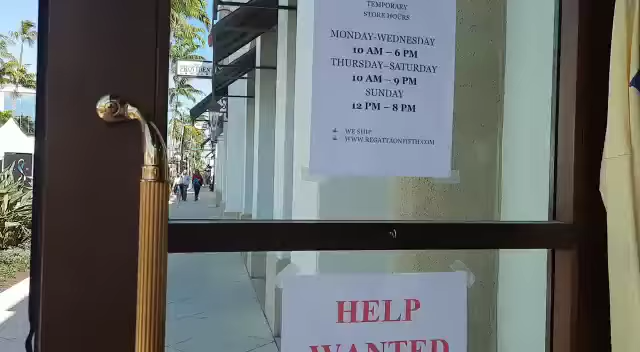 TEMPORARY
STORE HOURS
MONDAY-WEDNESDAY
10 AM – 6 PM
THURSDAY-SATURDAY
10 AM – 9 PM
SUNDAY
12 PM – 8 PM
WE SHIP
WWW.REGATTAONFIFTH.COM
HELP
WANTED